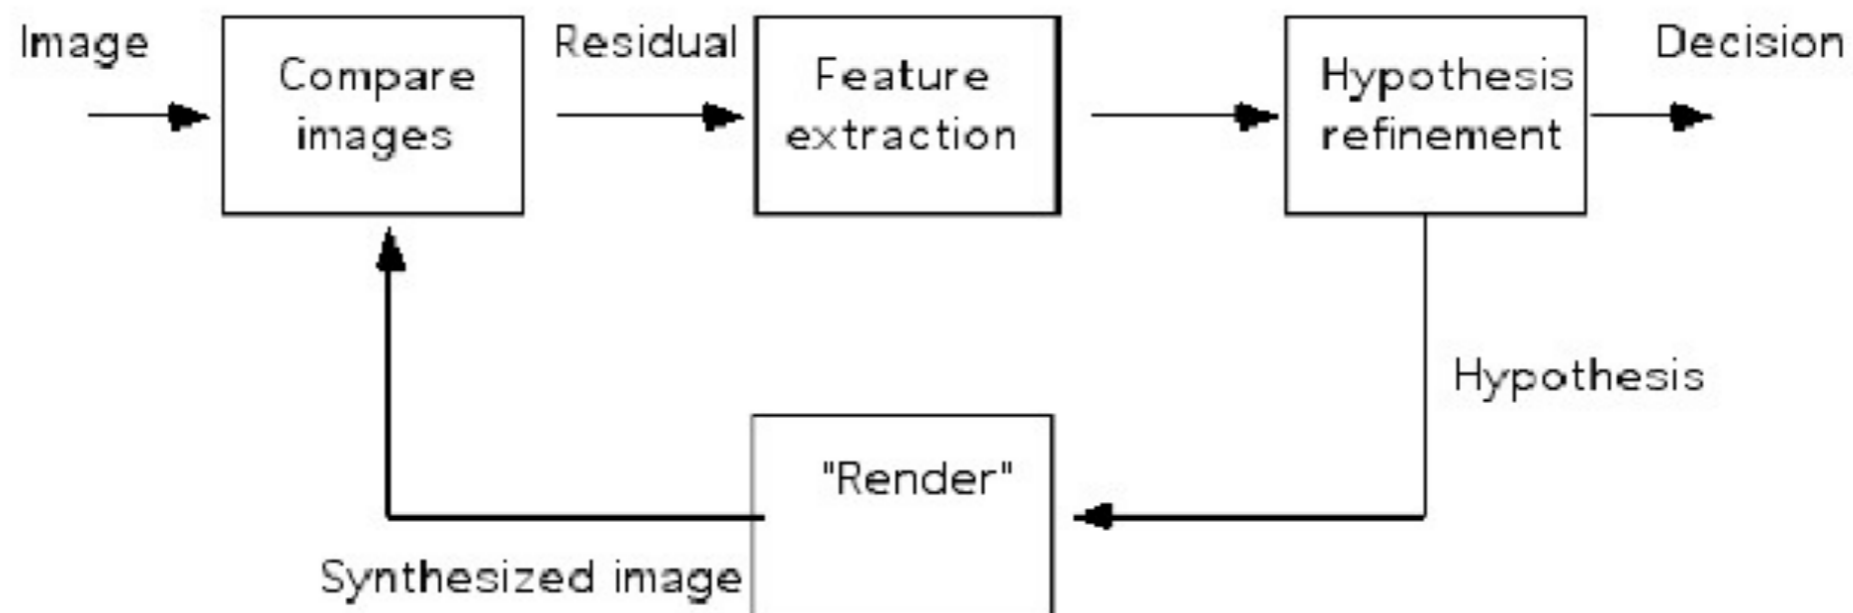 Image
Compare
images
Residual
Feature
extraction
Hypothesis
refinement
Decision
Hypothesis
"Render"
Synthesized image